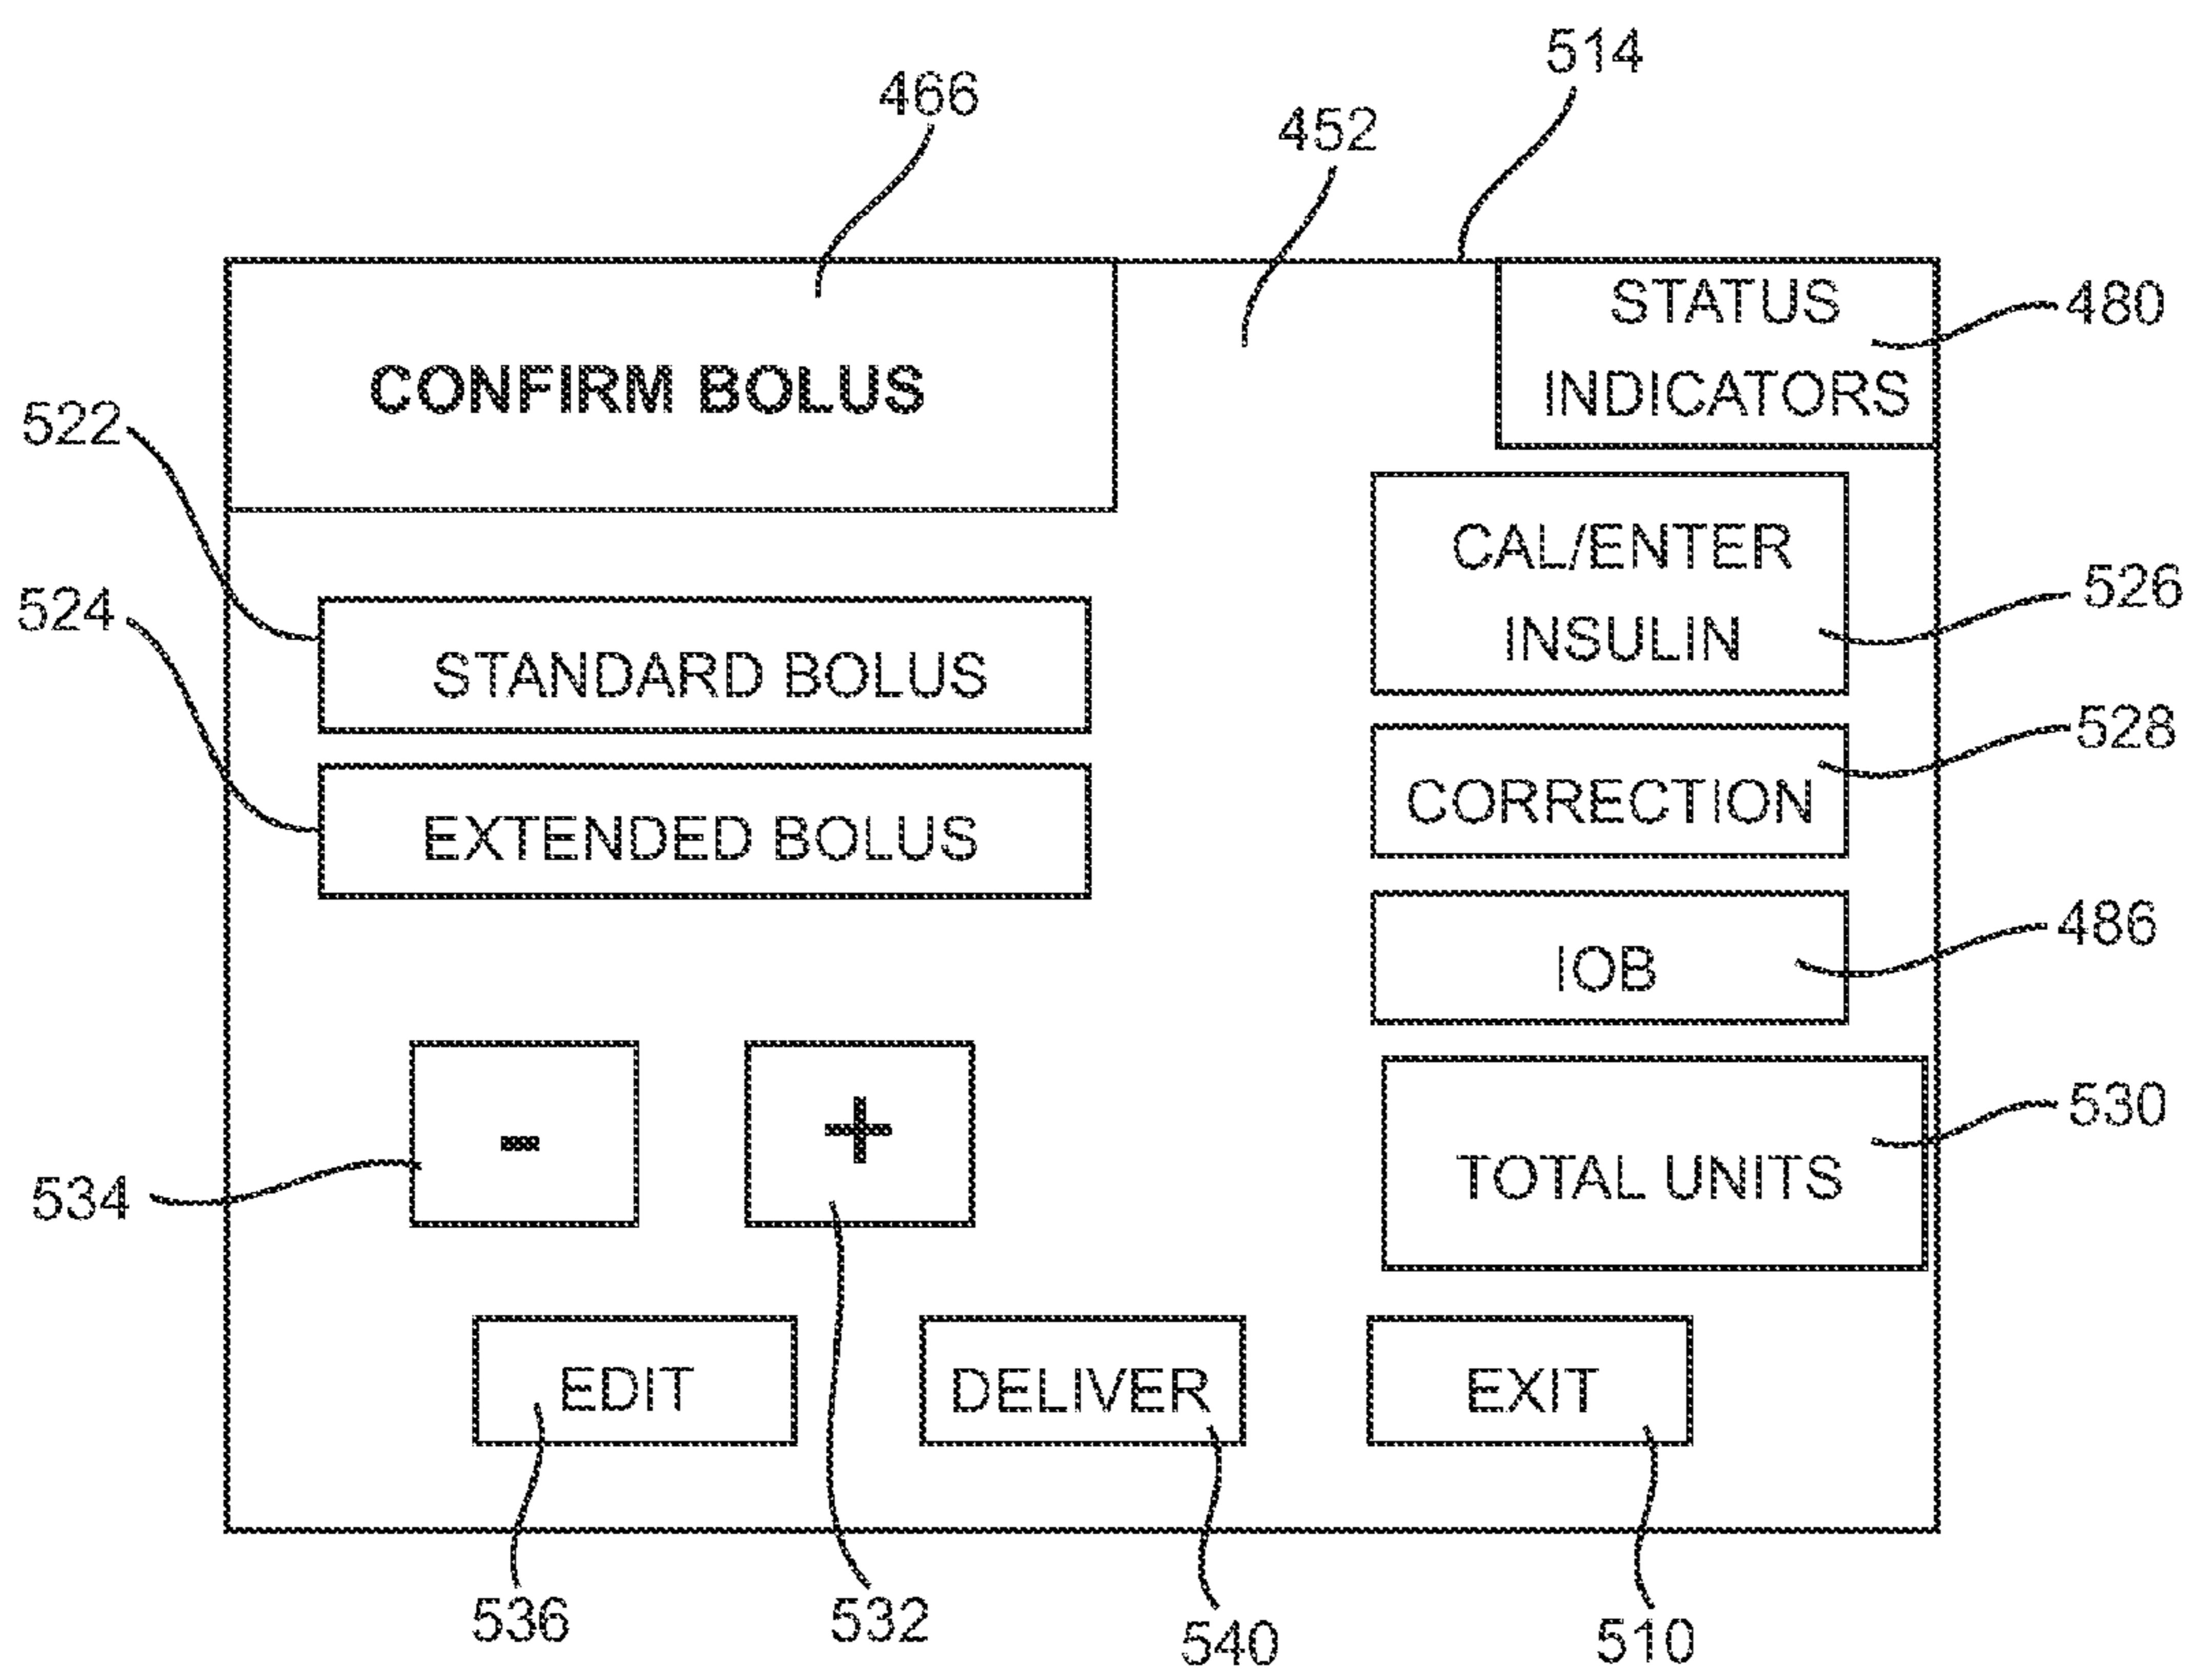 514
466
452
STATUS
INDICATORS
480
CONFIRM BOLUS
522
CAL/ENTER
INSULIN
526
524
STANDARD BOLUS
528
CORRECTION
EXTENDED BOLUS
486
IOB
-
+
530
TOTAL UNITS
534
EDIT
DELIVER
EXIT
536
532
540
510